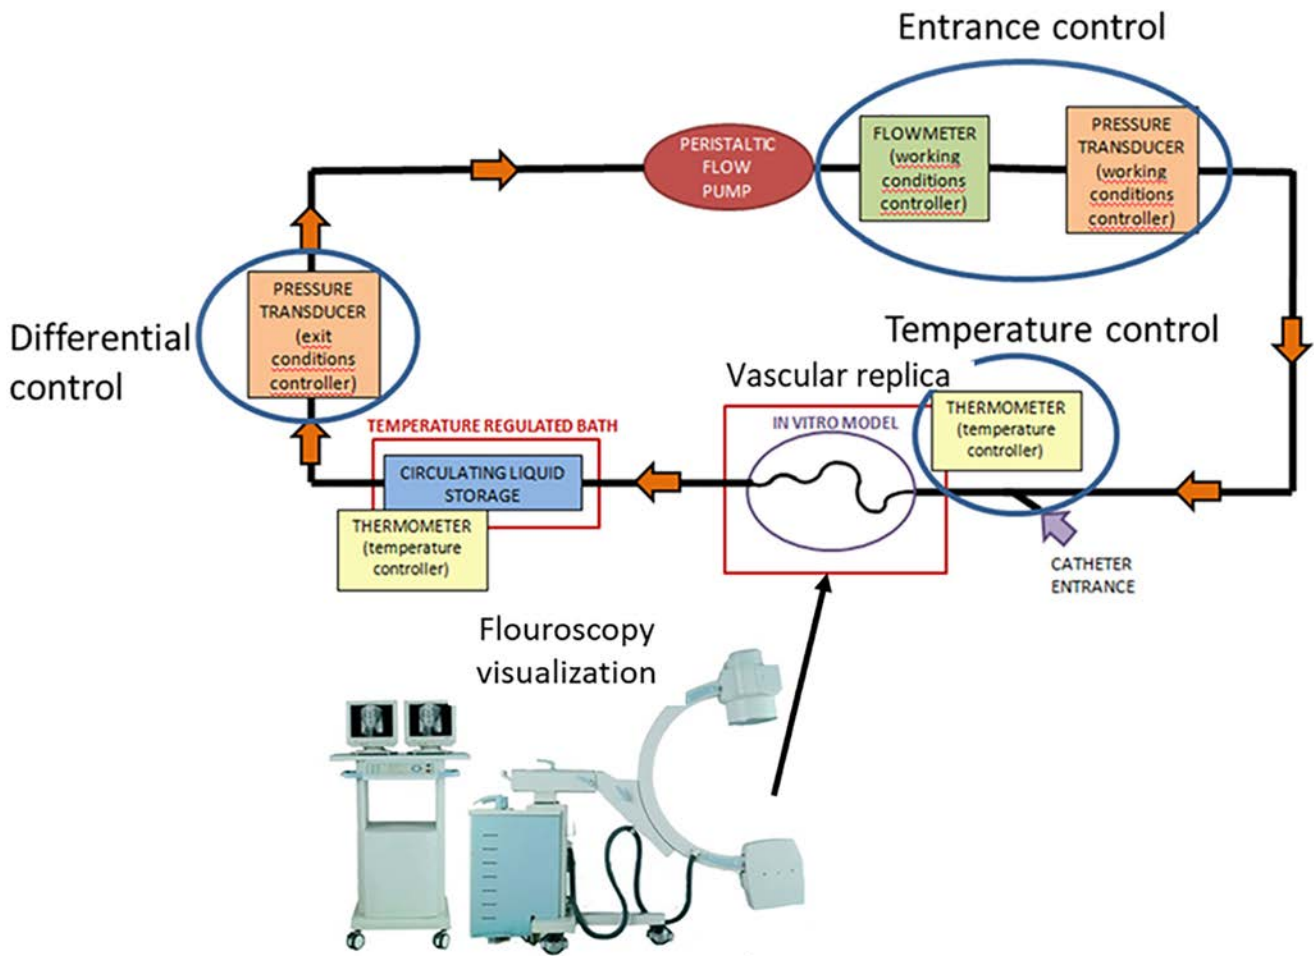 Entrance control
PERISTALTIC
FLOW
PUMP
FLOWMETER
(working
conditions
controller)
PRESSURE
TRANSDUCER
(working
conditions
controller)
PRESSURE
TRANSDUCER
(exit
conditions
controller)
Differential
control
Temperature control
Vascular replica
THERMOMETER
(temperature
controller)
IN VITRO MODEL
TEMPERATURE REGULATED BATH
CIRCULATING LIQUID
STORAGE
THERMOMETER
(temperature
controller)
CATHETER
ENTRANCE
Flouroscopy
visualization